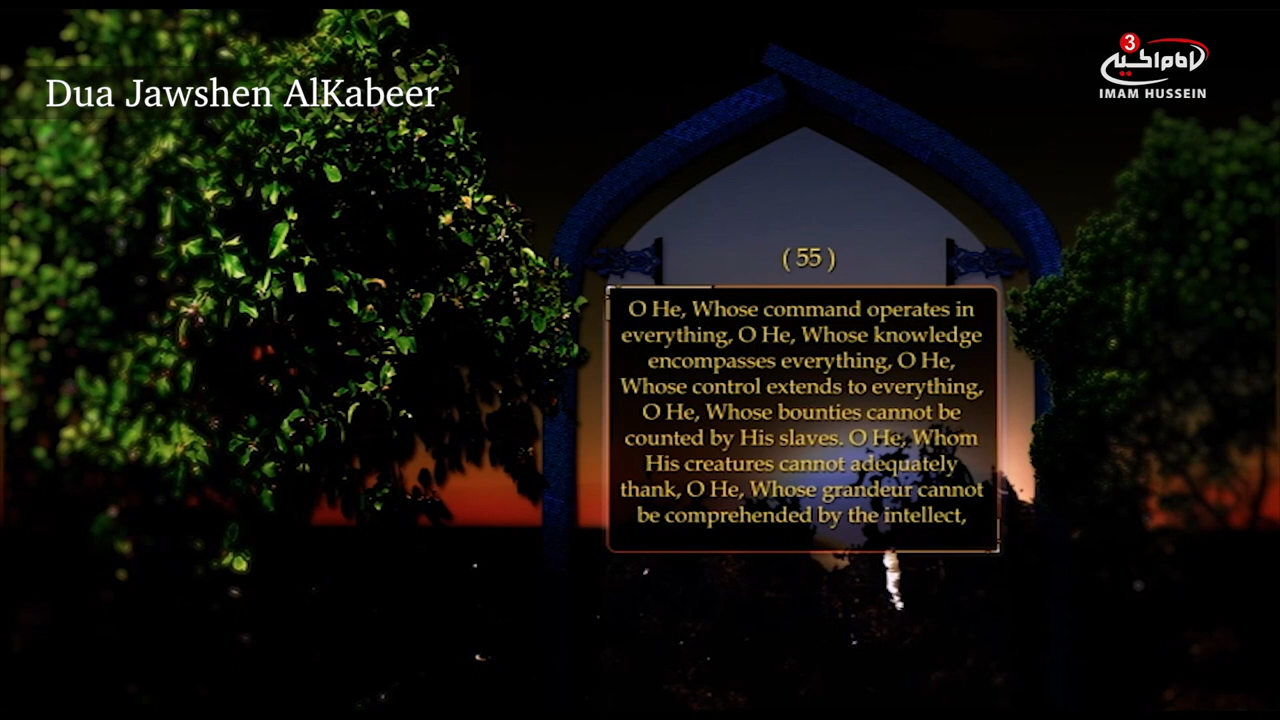 Dua Jawshen AlKabeer
3
IMAM HUSSEIN
( 55 )
O He, Whose command operates in
everything, O He, Whose knowledge
encompasses everything, O He,
Whose control extends to everything,
O He, Whose bounties cannot be
counted by His slaves. O He, Whom
His creatures cannot adequately
thank, O He, Whose grandeur cannot
be comprehended by the intellect,